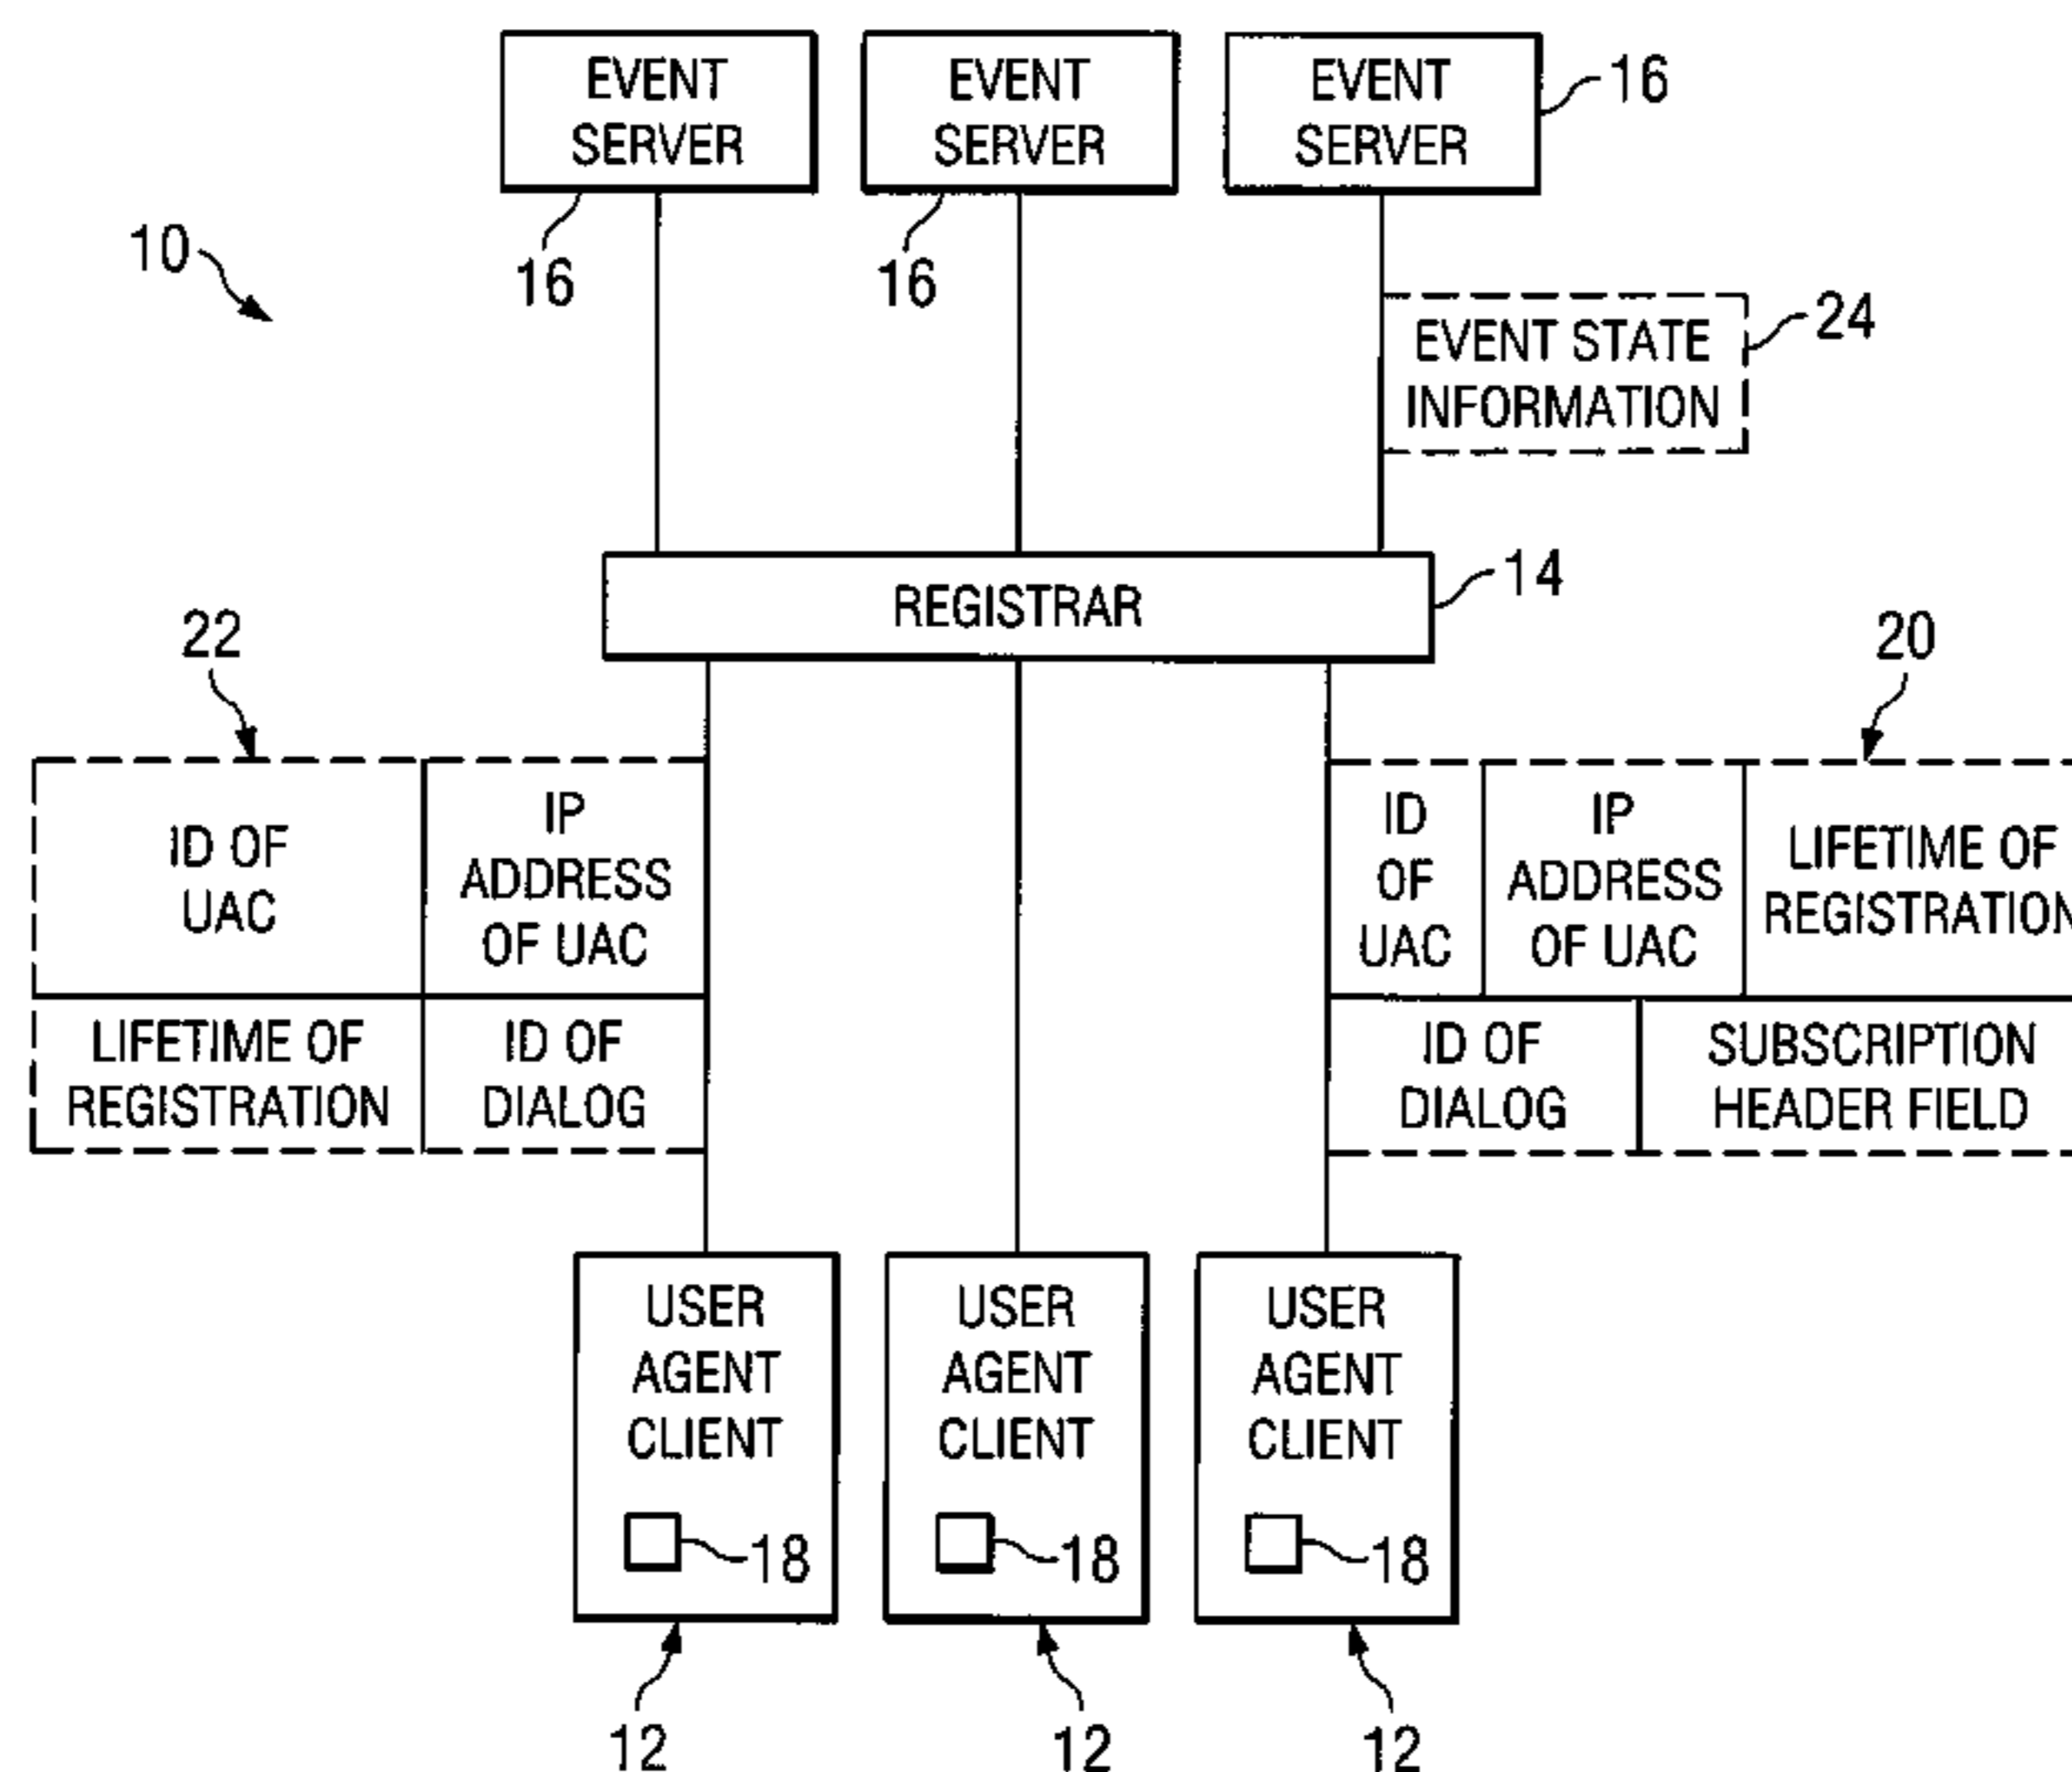 EVENT
SERVER
EVENT
SERVER
EVENT
SERVER
16
10
16
16
EVENT STATE
INFORMATION
24
REGISTRAR
14
22
20
ID OF
UAC
IP
ADDRESS
OF UAC
ID
OF
UAC
IP
ADDRESS
OF UAC
LIFETIME OF
REGISTRATION
LIFETIME OF
REGISTRATION
ID OF
DIALOG
ID OF
DIALOG
SUBSCRIPTION
HEADER FIELD
USER
AGENT
CLIENT
USER
AGENT
CLIENT
USER
AGENT
CLIENT
18
18
18
12
12
12